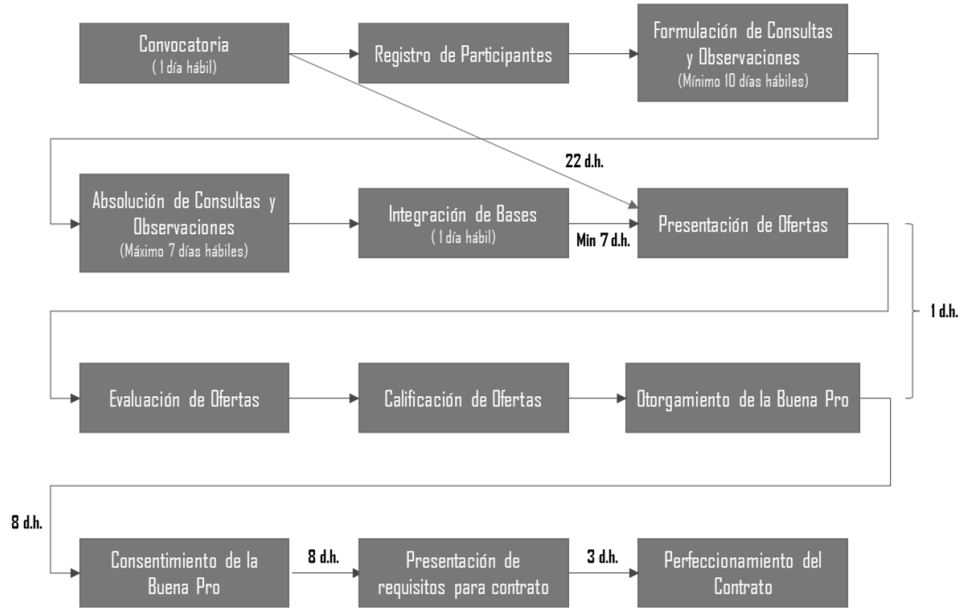 Convocatoria
(1 día hábil)
Registro de Participantes
Formulación de Consultas
y Observaciones
(Mínimo 10 días hábiles)
22 d.h.
Absolución de Consultas y
Observaciones
(Máximo 7 días hábiles)
Integración de Bases
(1 día hábil)
Min 7 d.h.
Presentación de Ofertas
1 d.h.
Evaluación de Ofertas
Calificación de Ofertas
Otorgamiento de la Buena Pro
8 d.h.
Consentimiento de la
Buena Pro
8 d.h.
Presentación de
requisitos para contrato
3 d.h.
Perfeccionamiento del
Contrato